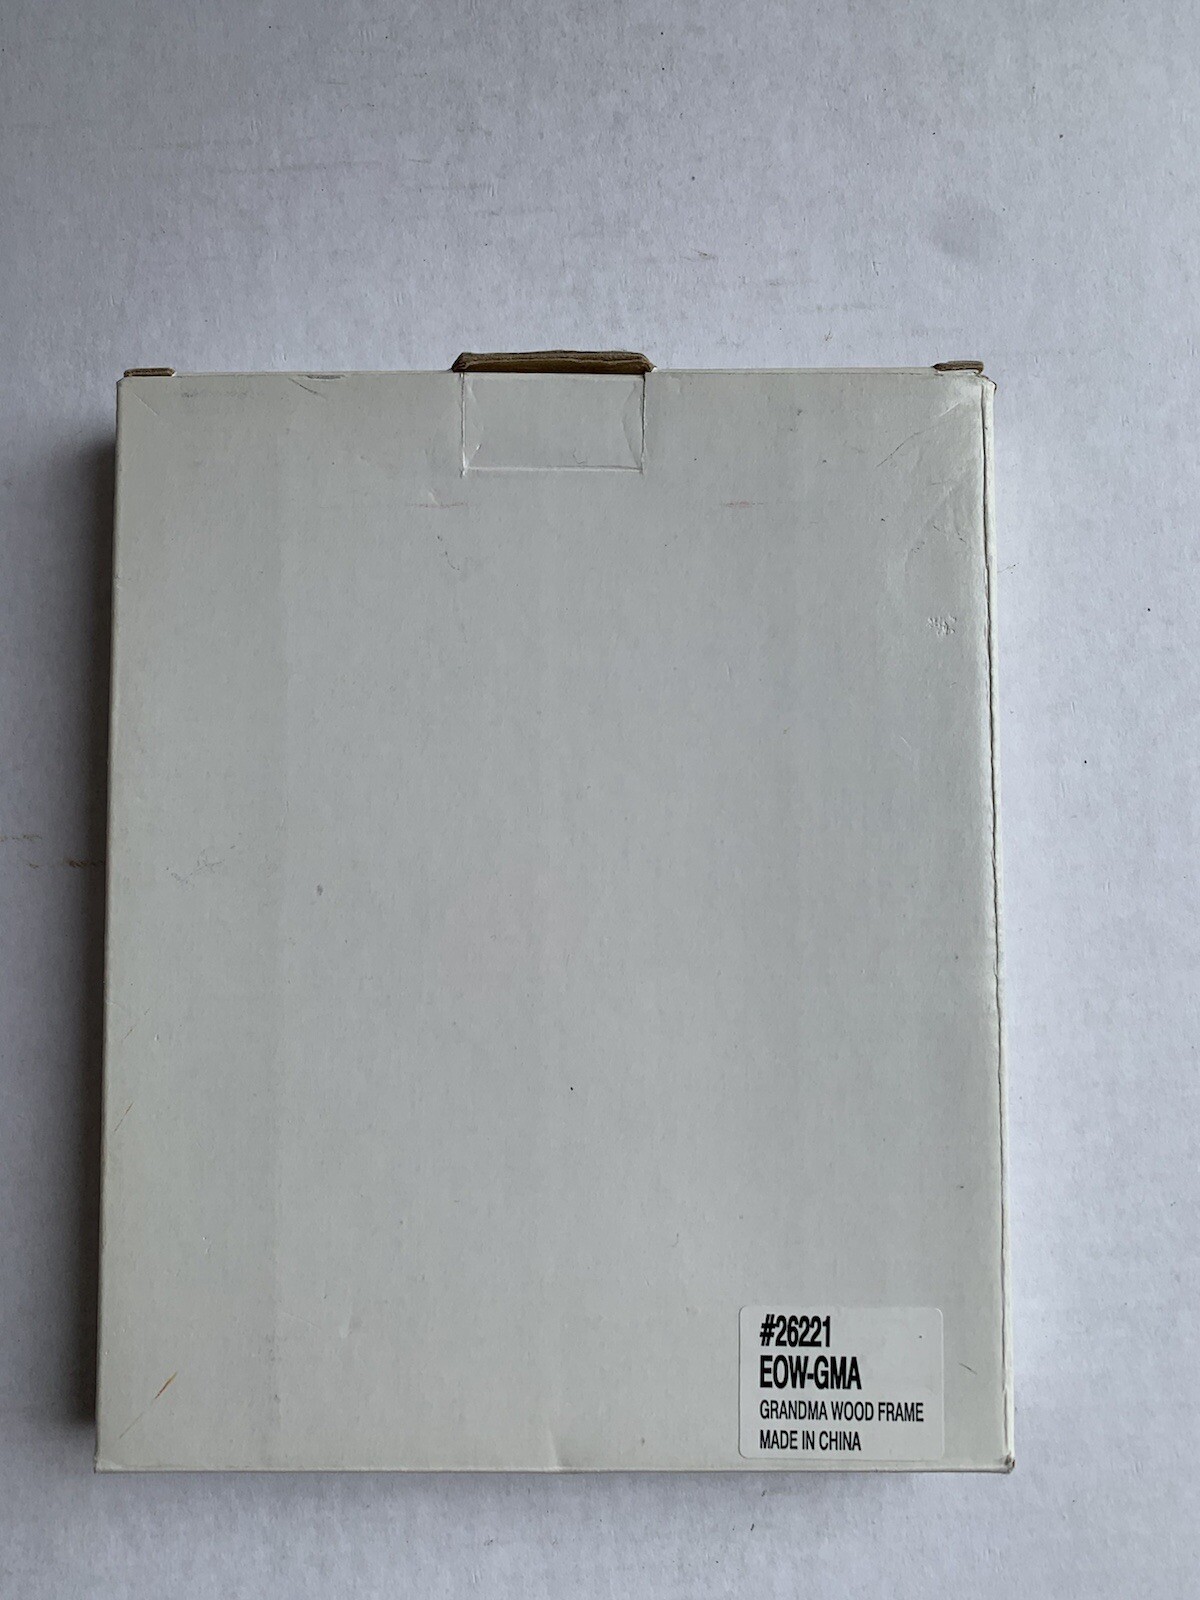 #26221
EOW-GMA
GRANDMA WOOD FRAME
MADE IN CHINA